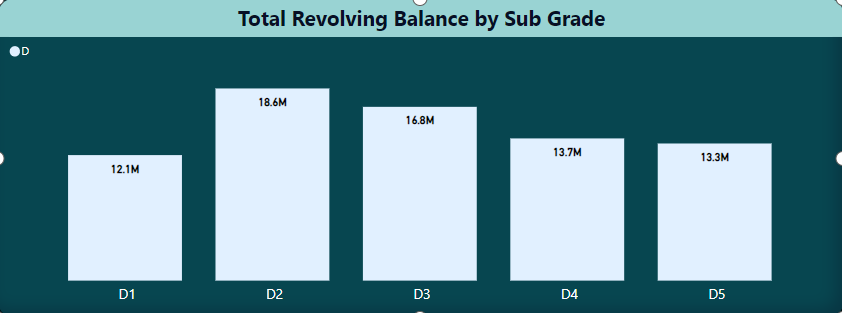 Total Revolving Balance by Sub Grade
D
12.1M
18.6M
16.8M
13.7M
13.3M
D1 D2 D3 D4 D5